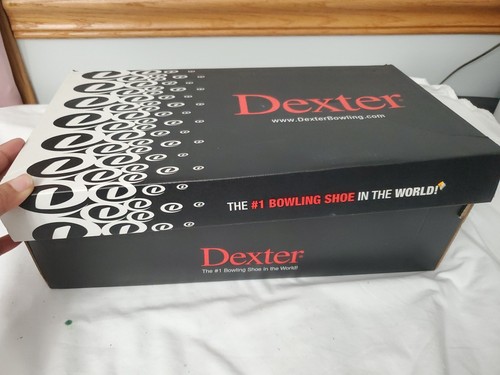 Dexter
www.DexterBowling.com
THE #1 BOWLING SHOE IN THE WORLD!
Dexter
The #1 Bowling Shoe in the World!